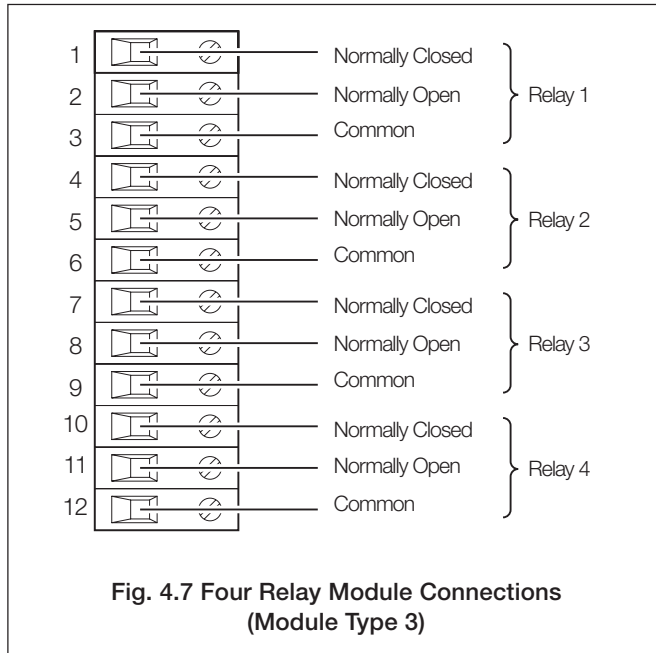 1 Normally Closed
2 Normally Open Relay 1
3 Common
4 Normally Closed
5 Normally Open Relay 2
6 Common
7 Normally Closed
8 Normally Open Relay 3
9 Common
10 Normally Closed
11 Normally Open Relay 4
12 Common
Fig. 4.7 Four Relay Module Connections
(Module Type 3)